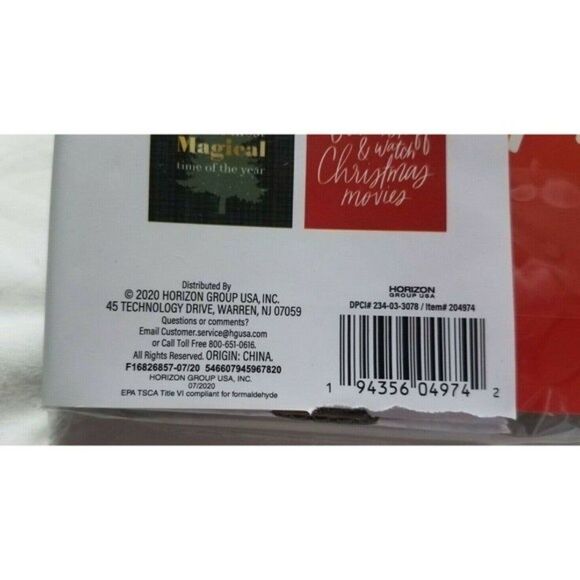 Magical
time of the year
& watch
Christmas
movies
Distributed By
© 2020 HORIZON GROUP USA, INC.
45 TECHNOLOGY DRIVE, WARREN, NJ 07059
Questions or comments?
Email Customer.service@hgusa.com
or Call Toll Free 800-651-0616.
All Rights Reserved. ORIGIN: CHINA.
F16826857-07/20 546607945967820
HORIZON GROUP USA, INC.
07/2020
EPA TSCA Title VI compliant for formaldehyde
HORIZON
GROUP USA
DPCI# 234-03-3078 / Item# 204974
1 94356 04974 2